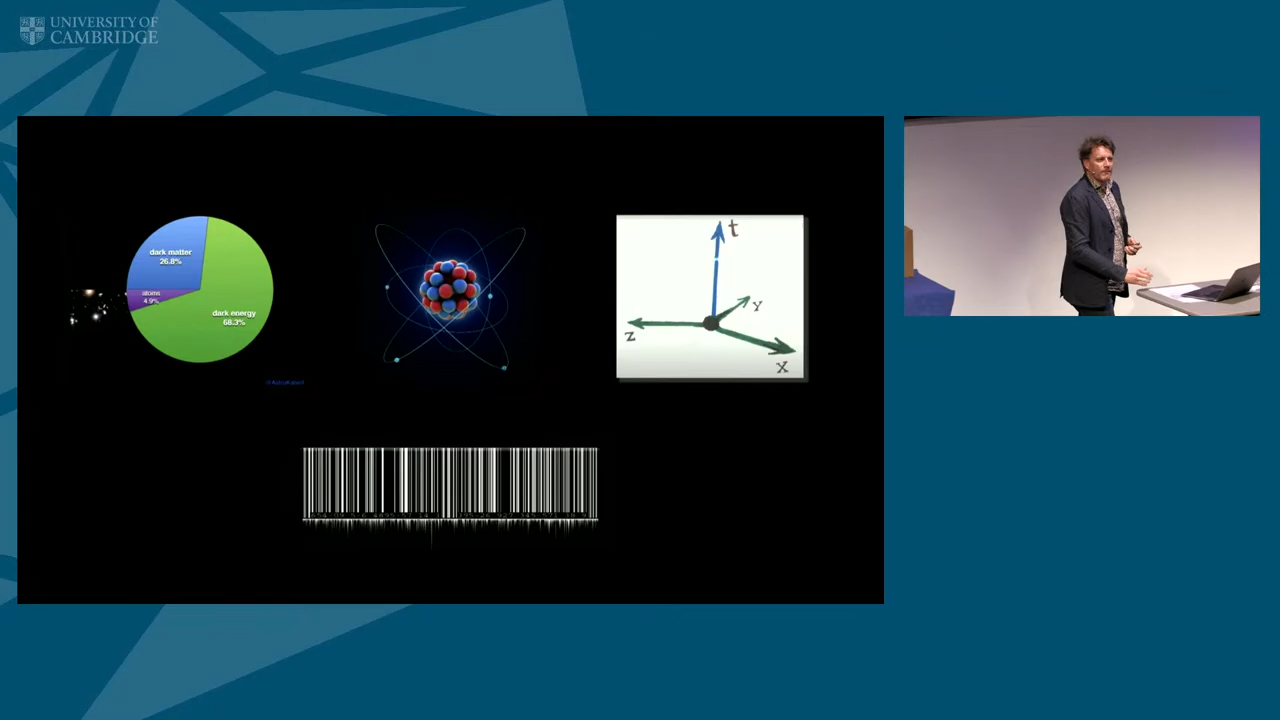 UNIVERSITY OF
CAMBRIDGE
dark matter
26.8%
atoms
4.9%
dark energy
68.3%
t
Y
Z
X